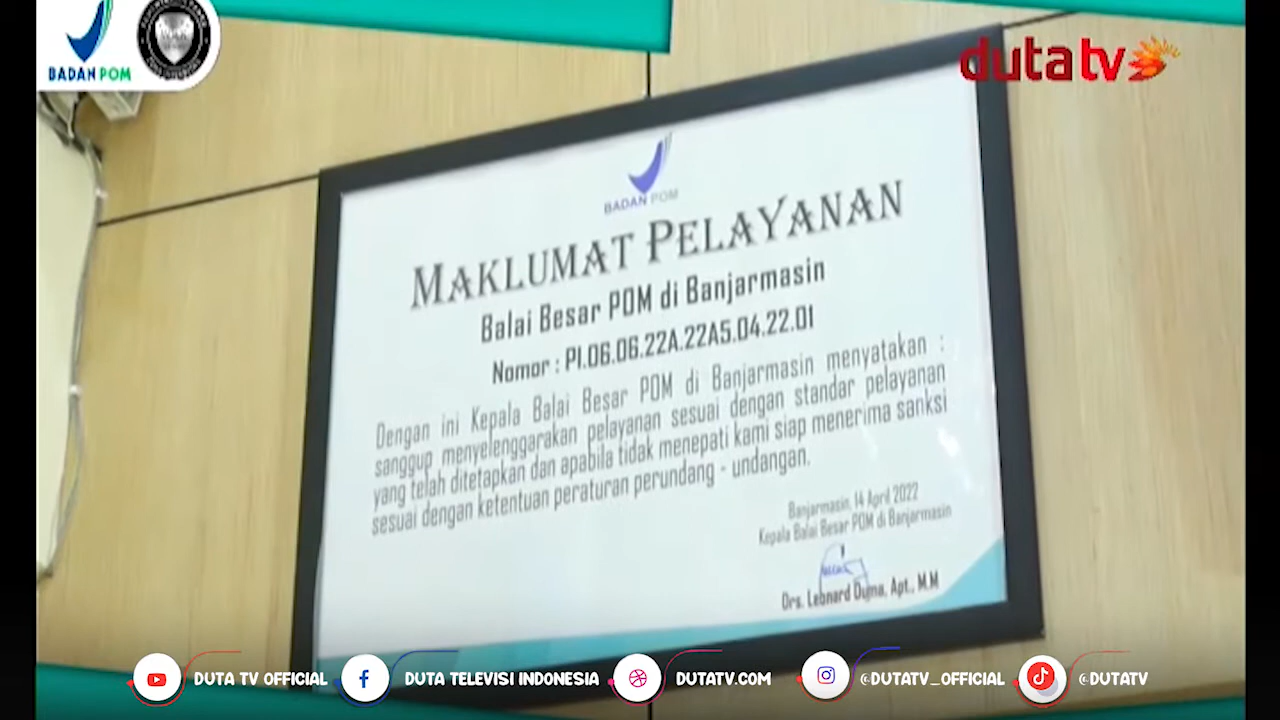 BADAN POM
duta tv
BADAN POM
MAKLUMAT PELAYANAN
Balai Besar POM di Banjarmasin
Nomor : PI.06.06.22A.22A5.04.22.01
Dengan ini Kepala Balai Besar POM di Banjarmasin menyatakan :
sanggup menyelenggarakan pelayanan sesuai dengan standar pelayanan
yang telah ditetapkan dan apabila tidak menepati kami siap menerima sanksi
sesuai dengan ketentuan peraturan perundang - undangan.
Banjarmasin, 14 April 2022
Kepala Balai Besar POM di Banjarmasin
Drs. Leonard Duma, Apt., M.M
DUTA TV OFFICIAL
DUTA TELEVISI INDONESIA
DUTATV.COM
@DUTATV_OFFICIAL
@DUTATV